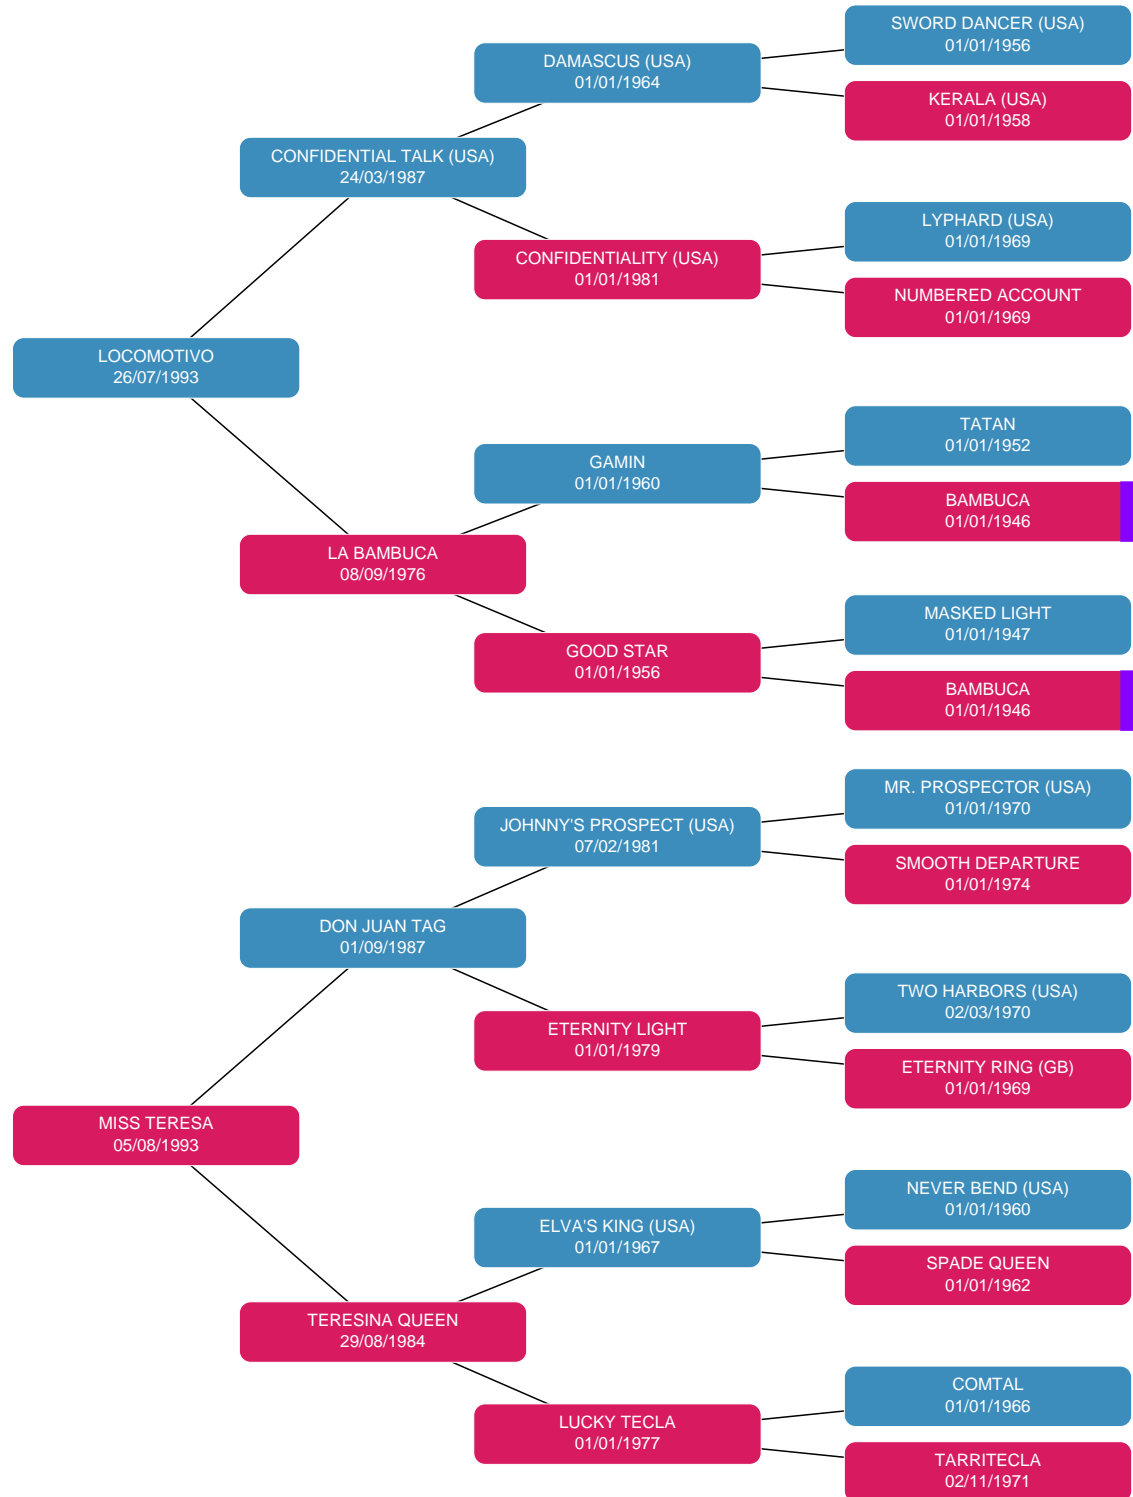 SWORD DANCER (USA)
01/01/1956
DAMASCUS (USA)
01/01/1964
KERALA (USA)
01/01/1958
CONFIDENTIAL TALK (USA)
24/03/1987
LYPHARD (USA)
01/01/1969
CONFIDENTIALITY (USA)
01/01/1981
NUMBERED ACCOUNT
01/01/1969
LOCOMOTIVO
26/07/1993
TATAN
01/01/1952
GAMIN
01/01/1960
BAMBUCA
01/01/1946
LA BAMBUCA
08/09/1976
MASKED LIGHT
01/01/1947
GOOD STAR
01/01/1956
BAMBUCA
01/01/1946
MR. PROSPECTOR (USA)
01/01/1970
JOHNNY'S PROSPECT (USA)
07/02/1981
SMOOTH DEPARTURE
01/01/1974
DON JUAN TAG
01/09/1987
TWO HARBORS (USA)
02/03/1970
ETERNITY LIGHT
01/01/1979
ETERNITY RING (GB)
01/01/1969
MISS TERESA
05/08/1993
NEVER BEND (USA)
01/01/1960
ELVA'S KING (USA)
01/01/1967
SPADE QUEEN
01/01/1962
TERESINA QUEEN
29/08/1984
COMTAL
01/01/1966
LUCKY TECLA
01/01/1977
TARRITECLA
02/11/1971